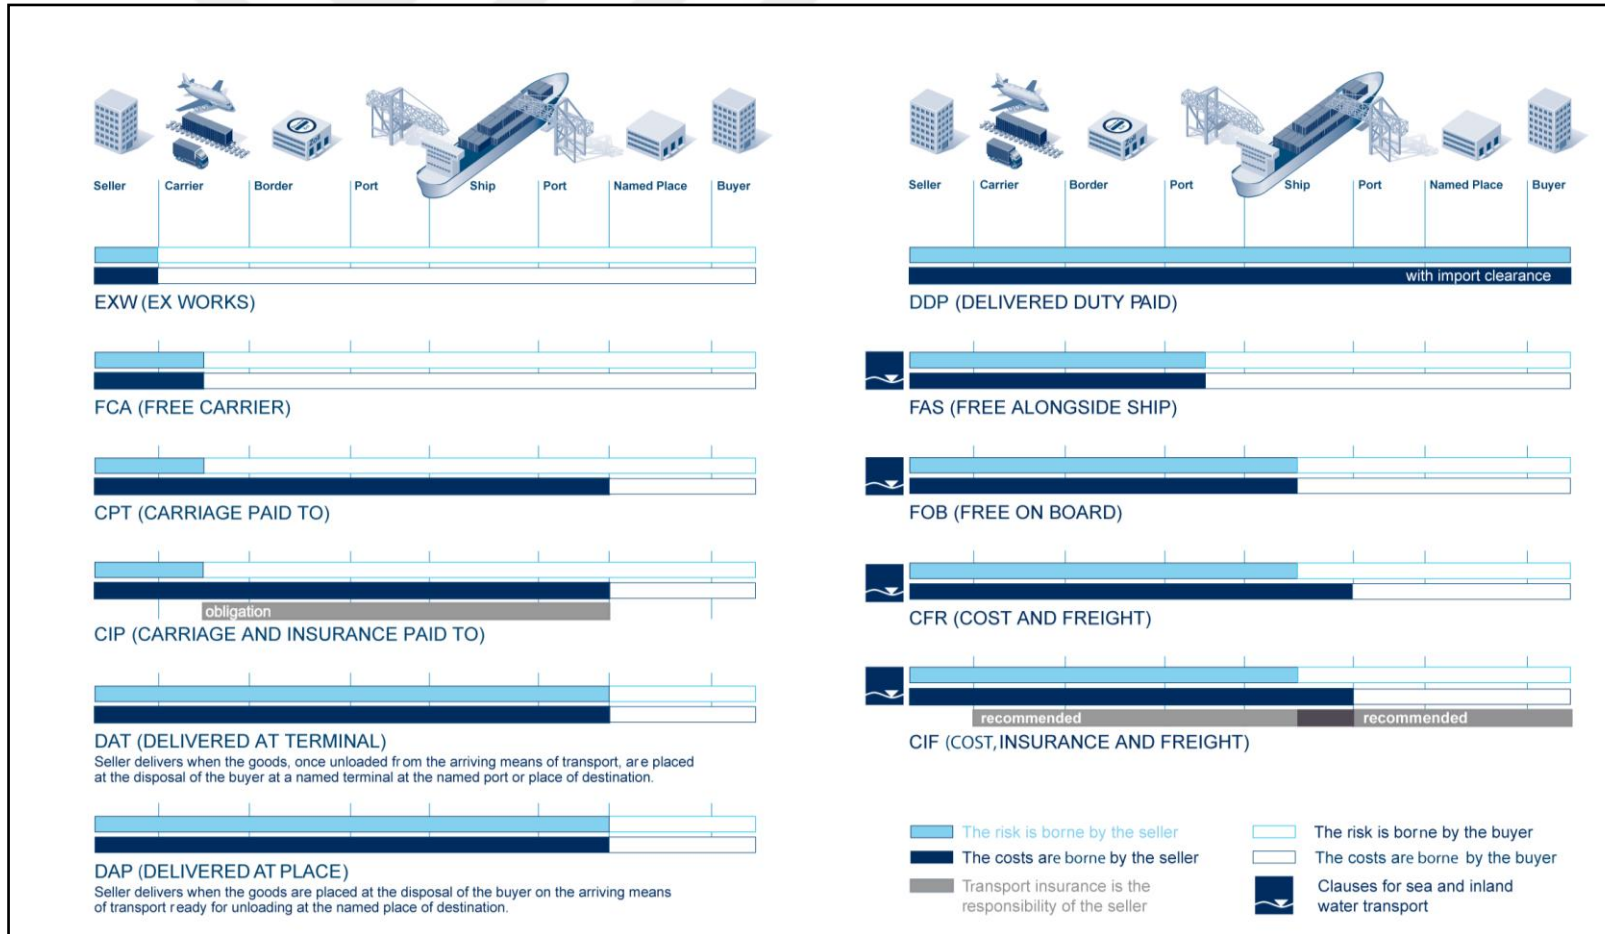 Seller Carrier Border Port Ship Port Named Place Buyer
EXW (EX WORKS)
FCA (FREE CARRIER)
CPT (CARRIAGE PAID TO)
obligation
CIP (CARRIAGE AND INSURANCE PAID TO)
DAT (DELIVERED AT TERMINAL)
Seller delivers when the goods, once unloaded from the arriving means of transport, are placed
at the disposal of the buyer at a named terminal at the named port or place of destination.
DAP (DELIVERED AT PLACE)
Seller delivers when the goods are placed at the disposal of the buyer on the arriving means
of transport ready for unloading at the named place of destination.
Seller Carrier Border Port Ship Port Named Place Buyer
with import clearance
DDP (DELIVERED DUTY PAID)
FAS (FREE ALONGSIDE SHIP)
FOB (FREE ON BOARD)
CFR (COST AND FREIGHT)
recommended recommended
CIF (COST, INSURANCE AND FREIGHT)
The risk is borne by the seller
The costs are borne by the seller
Transport insurance is the
responsibility of the seller
The risk is borne by the buyer
The costs are borne by the buyer
Clauses for sea and inland
water transport